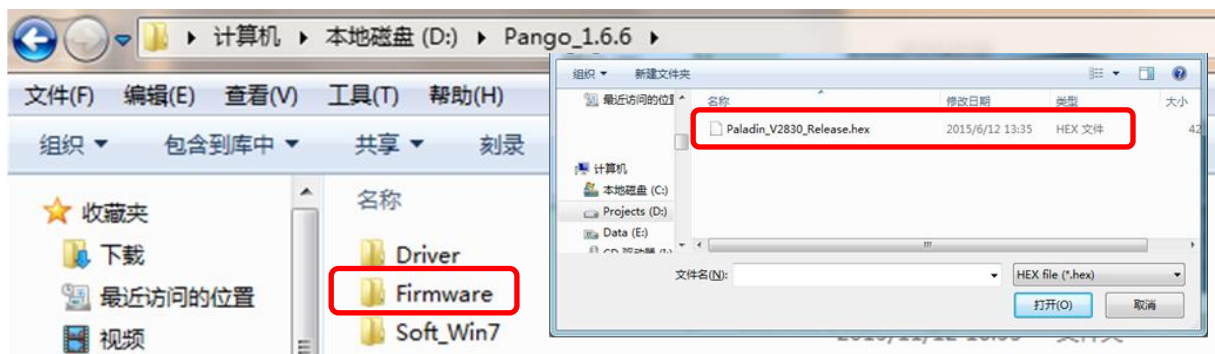 计算机 ▸ 本地磁盘 (D:) ▸ Pango_1.6.6 ▸
文件(F) 编辑(E) 查看(V) 工具(T) 帮助(H)
组织 包含到库中 共享 刻录
收藏夹
下载
最近访问的位置
视频
名称
Driver
Firmware
Soft_Win7
组织 新建文件夹
最近访问的位
名称 修改日期 类型 大小
Paladin_V2830_Release.hex 2015/6/12 13:35 HEX 文件 42
计算机
本地磁盘 (C:)
Projects (D:)
Data (E:)
文件名(N): HEX file (*.hex)
打开(O) 取消